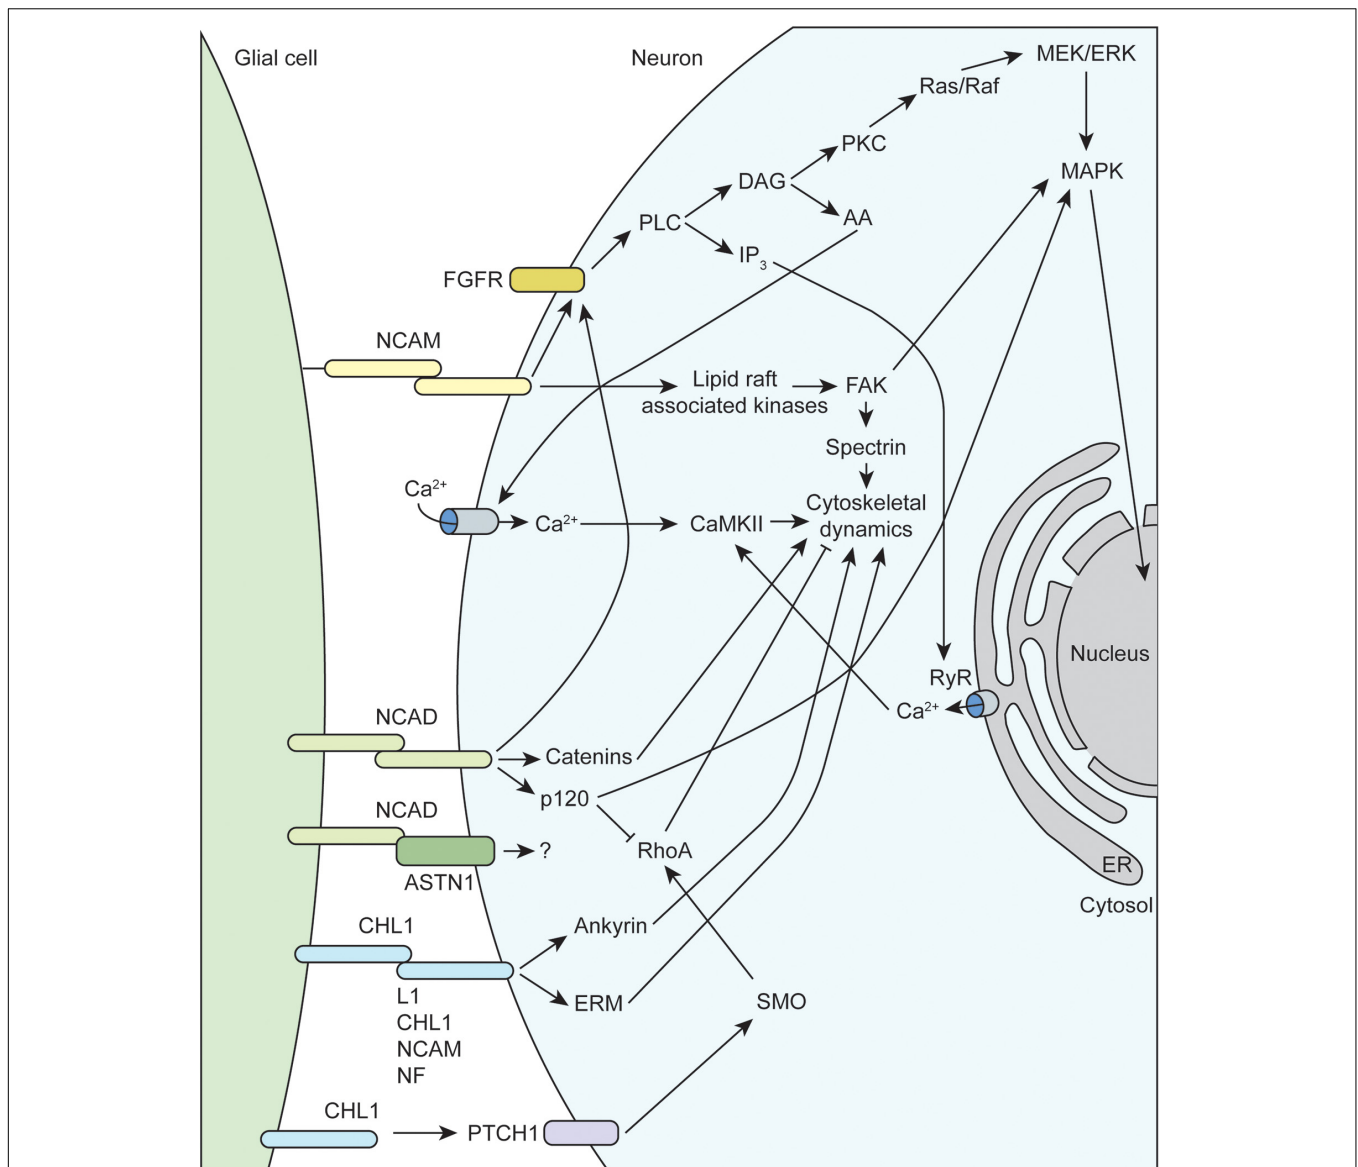 Glial cell
Neuron
MEK/ERK
Ras/Raf
PKC
MAPK
DAG
PLC
AA
IP3
FGFR
NCAM
Lipid raft
associated kinases
FAK
Spectrin
Ca2+
Ca2+
CaMKII
Cytoskeletal
dynamics
Nucleus
RyR
Ca2+
NCAD
Catenins
p120
NCAD
RhoA
?
ASTN1
ER
Cytosol
CHL1
Ankyrin
L1
CHL1
NCAM
NF
ERM
SMO
CHL1
PTCH1